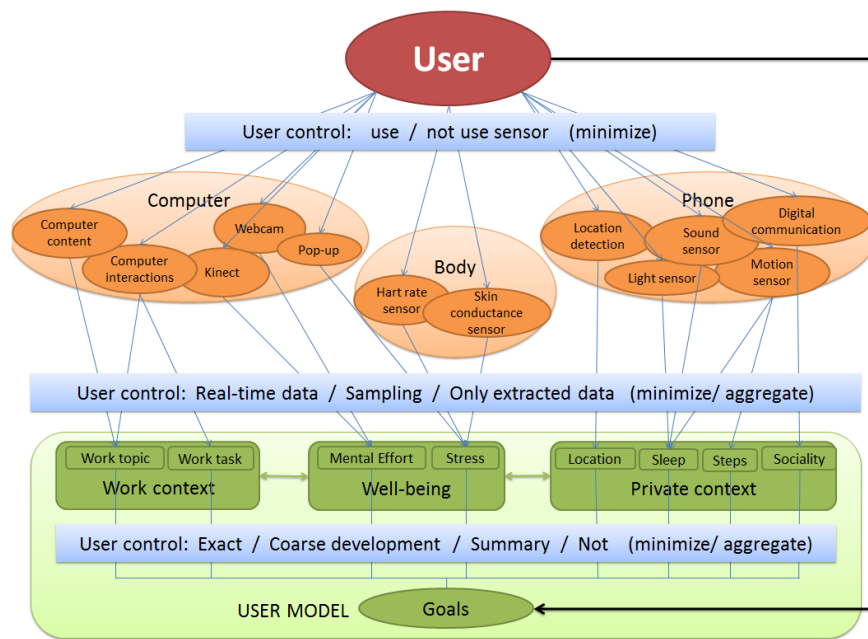 User
User control: use / not use sensor (minimize)
Computer
Computer
content
Computer
interactions
Webcam
Kinect
Pop-up
Body
Hart rate
sensor
Skin
conductance
sensor
Phone
Location
detection
Sound
sensor
Digital
communication
Light sensor
Motion
sensor
User control: Real-time data / Sampling / Only extracted data (minimize/ aggregate)
Work topic
Work task
Work context
Mental Effort
Stress
Well-being
Location
Sleep
Steps
Sociality
Private context
User control: Exact / Coarse development / Summary / Not (minimize/ aggregate)
USER MODEL
Goals